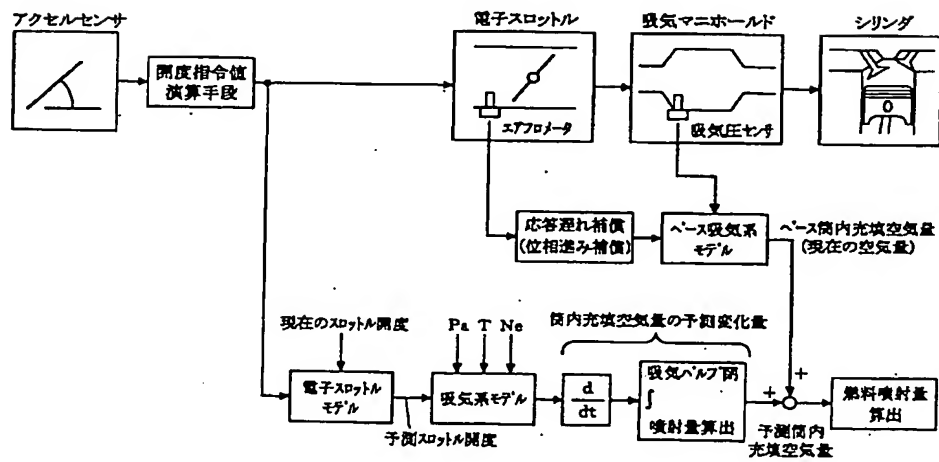 アクセルセンサ
電子スロットル
吸気マニホールド
シリンダ
開度指令値
演算手段
エアフロメータ
吸気圧センサ
応答遅れ補償
(位相進み補償)
ベース吸気系
モデル
ベース筒内充填空気量
(現在の空気量)
現在のスロットル開度
Pa T Ne
筒内充填空気量の予測変化量
電子スロットル
モデル
予測スロットル開度
吸気系モデル
d
dt
吸気バルブ閉
∫
噴射量算出
+
+
予測筒内
充填空気量
燃料噴射量
算出